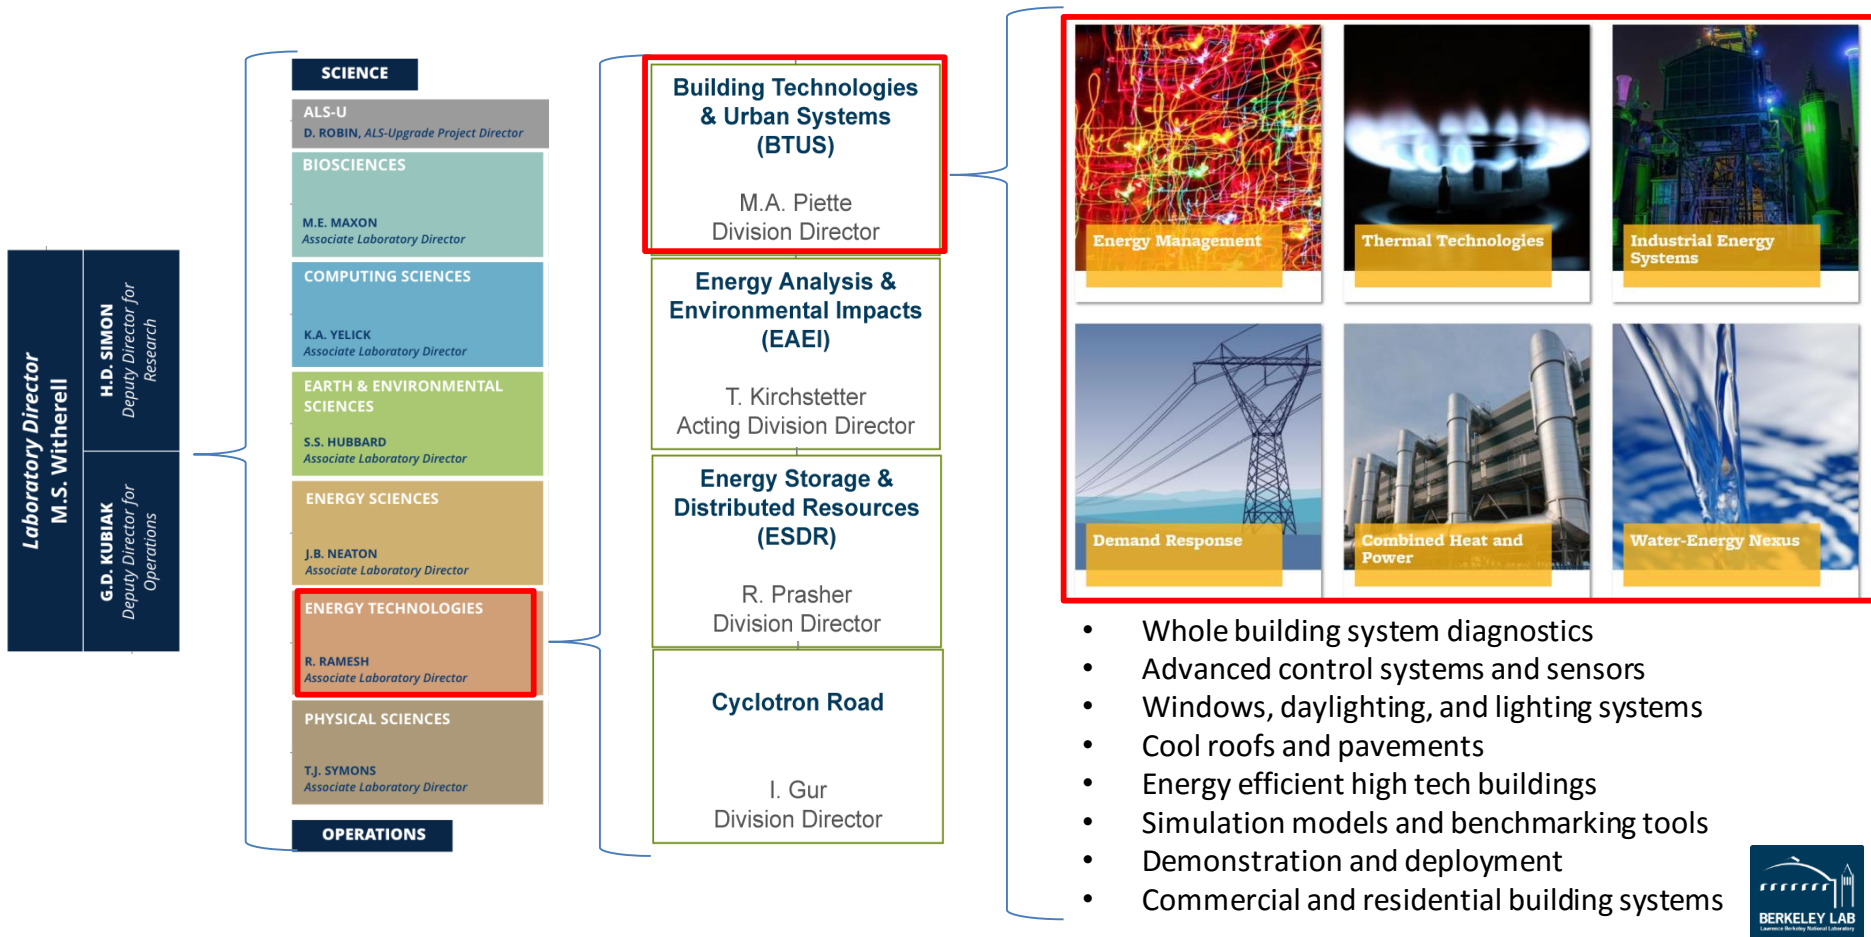 Laboratory Director
M.S. Witherell
H.D. SIMON
Deputy Director for
Research
G.D. KUBIAK
Deputy Director for
Operations
SCIENCE
ALS-U
D. ROBIN, ALS-Upgrade Project Director
BIOSCIENCES
M.E. MAXON
Associate Laboratory Director
COMPUTING SCIENCES
K.A. YELICK
Associate Laboratory Director
EARTH & ENVIRONMENTAL
SCIENCES
S.S. HUBBARD
Associate Laboratory Director
ENERGY SCIENCES
J.B. NEATON
Associate Laboratory Director
ENERGY TECHNOLOGIES
R. RAMESH
Associate Laboratory Director
PHYSICAL SCIENCES
T.J. SYMONS
Associate Laboratory Director
OPERATIONS
Building Technologies
& Urban Systems
(BTUS)
M.A. Piette
Division Director
Energy Analysis &
Environmental Impacts
(EAEI)
T. Kirchstetter
Acting Division Director
Energy Storage &
Distributed Resources
(ESDR)
R. Prasher
Division Director
Cyclotron Road
I. Gur
Division Director
Energy Management
Thermal Technologies
Industrial Energy
Systems
Demand Response
Combined Heat and
Power
Water-Energy Nexus
• Whole building system diagnostics
• Advanced control systems and sensors
• Windows, daylighting, and lighting systems
• Cool roofs and pavements
• Energy efficient high tech buildings
• Simulation models and benchmarking tools
• Demonstration and deployment
• Commercial and residential building systems
BERKELEY LAB
Lawrence Berkeley National Laboratory